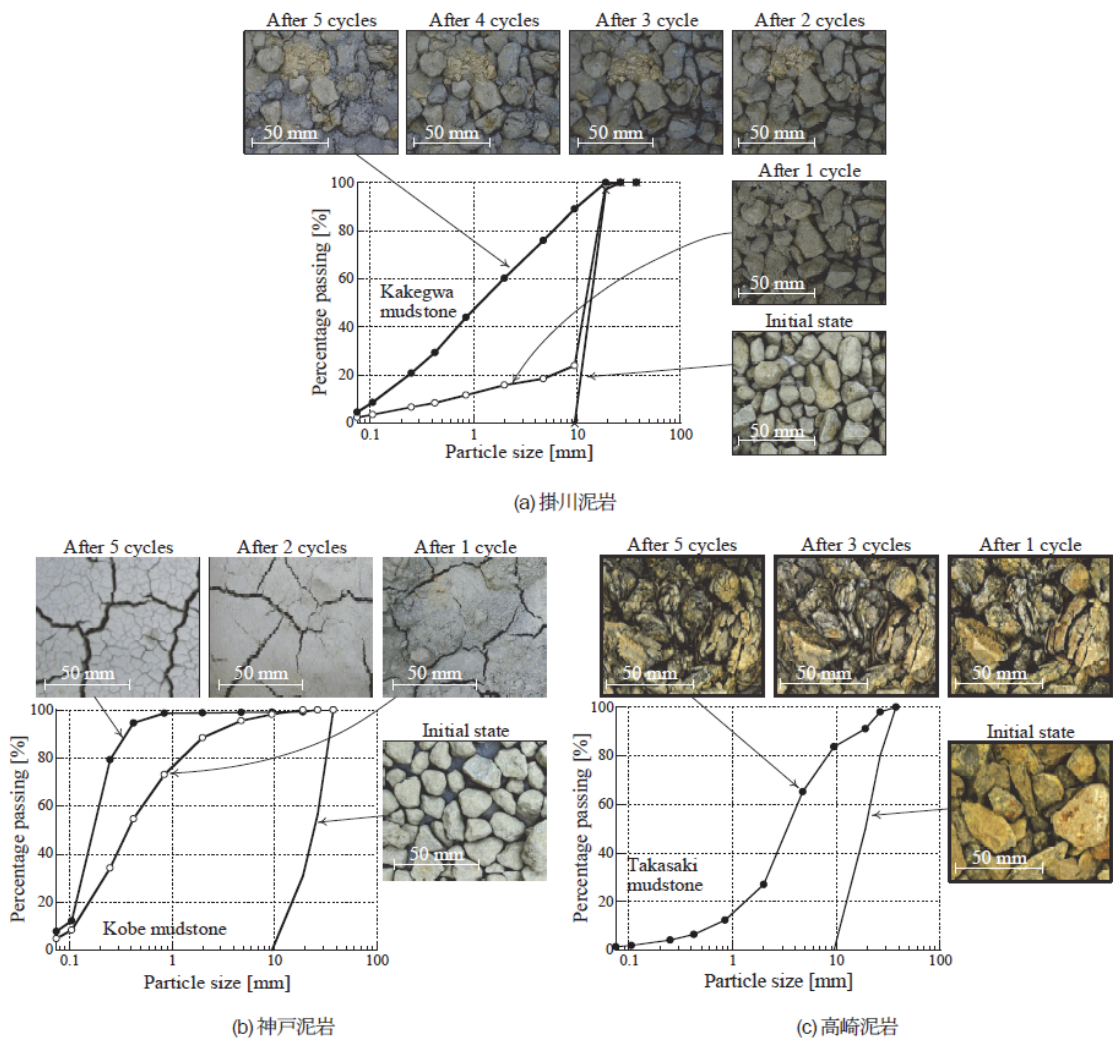 After 5 cycles
After 4 cycles
After 3 cycle
After 2 cycles
50 mm
50 mm
50 mm
50 mm
After 1 cycle
50 mm
Initial state
50 mm
Percentage passing [%]
100
80
60
40
20
0
Kakegwa
mudstone
0.1
1
10
100
Particle size [mm]
(a) 掛川泥岩
After 5 cycles
After 2 cycles
After 1 cycle
50 mm
50 mm
50 mm
Initial state
50 mm
Percentage passing [%]
100
80
60
40
20
0
Kobe mudstone
0.1
1
10
100
Particle size [mm]
(b) 神戸泥岩
After 5 cycles
After 3 cycles
After 1 cycle
50 mm
50 mm
50 mm
Initial state
50 mm
Percentage passing [%]
100
80
60
40
20
0
Takasaki
mudstone
0.1
1
10
100
Particle size [mm]
(c) 高崎泥岩